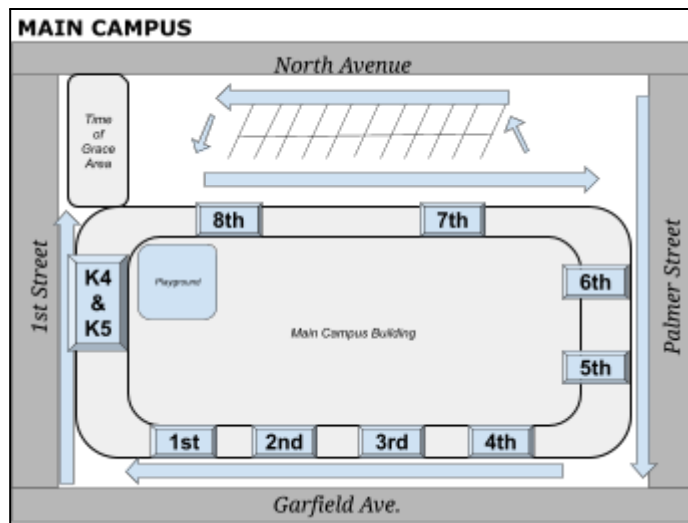 MAIN CAMPUS
North Avenue
Time
of
Grace
Area
8th
7th
1st Street
K4
&
K5
Playground
6th
Main Campus Building
Palmer Street
5th
1st
2nd
3rd
4th
Garfield Ave.